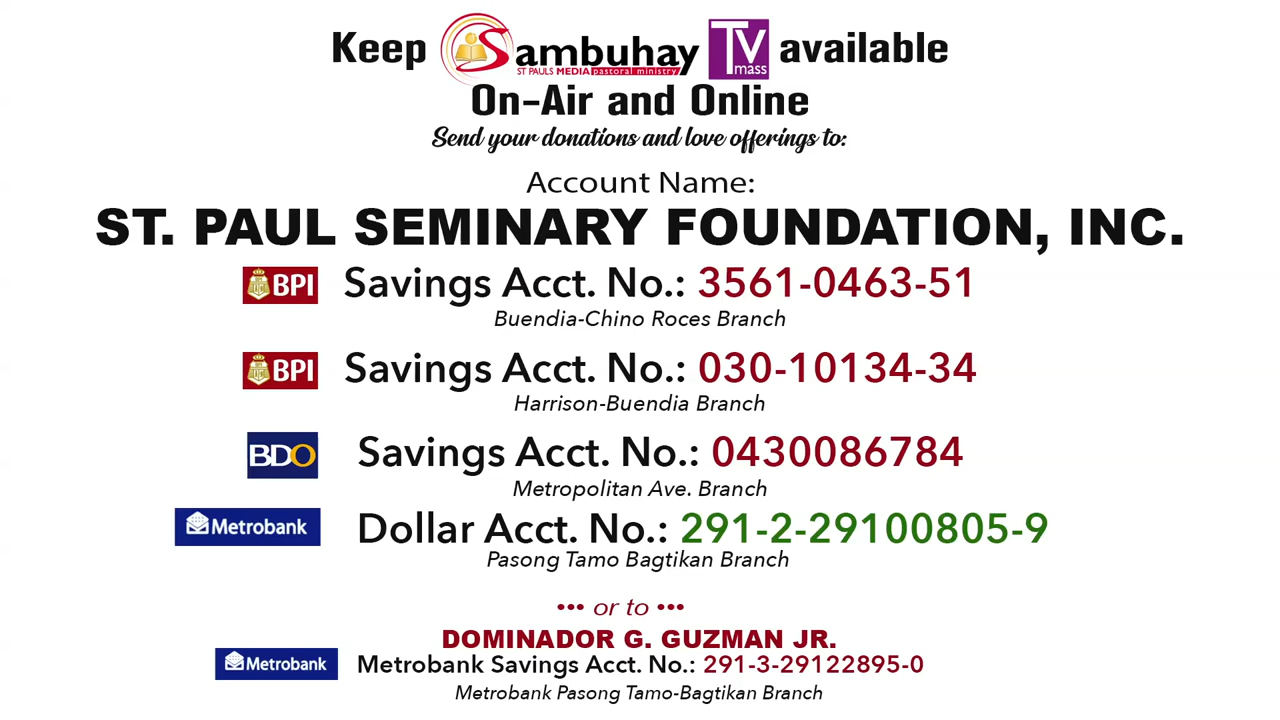 Keep Sambuhay TV mass available
ST PAULS MEDIA pastoral ministry
On-Air and Online
Send your donations and love offerings to:
Account Name:
ST. PAUL SEMINARY FOUNDATION, INC.
BPI Savings Acct. No.: 3561-0463-51
Buendia-Chino Roces Branch
BPI Savings Acct. No.: 030-10134-34
Harrison-Buendia Branch
BDO Savings Acct. No.: 0430086784
Metropolitan Ave. Branch
Metrobank Dollar Acct. No.: 291-2-29100805-9
Pasong Tamo Bagtikan Branch
••• or to •••
DOMINADOR G. GUZMAN JR.
Metrobank Metrobank Savings Acct. No.: 291-3-29122895-0
Metrobank Pasong Tamo-Bagtikan Branch